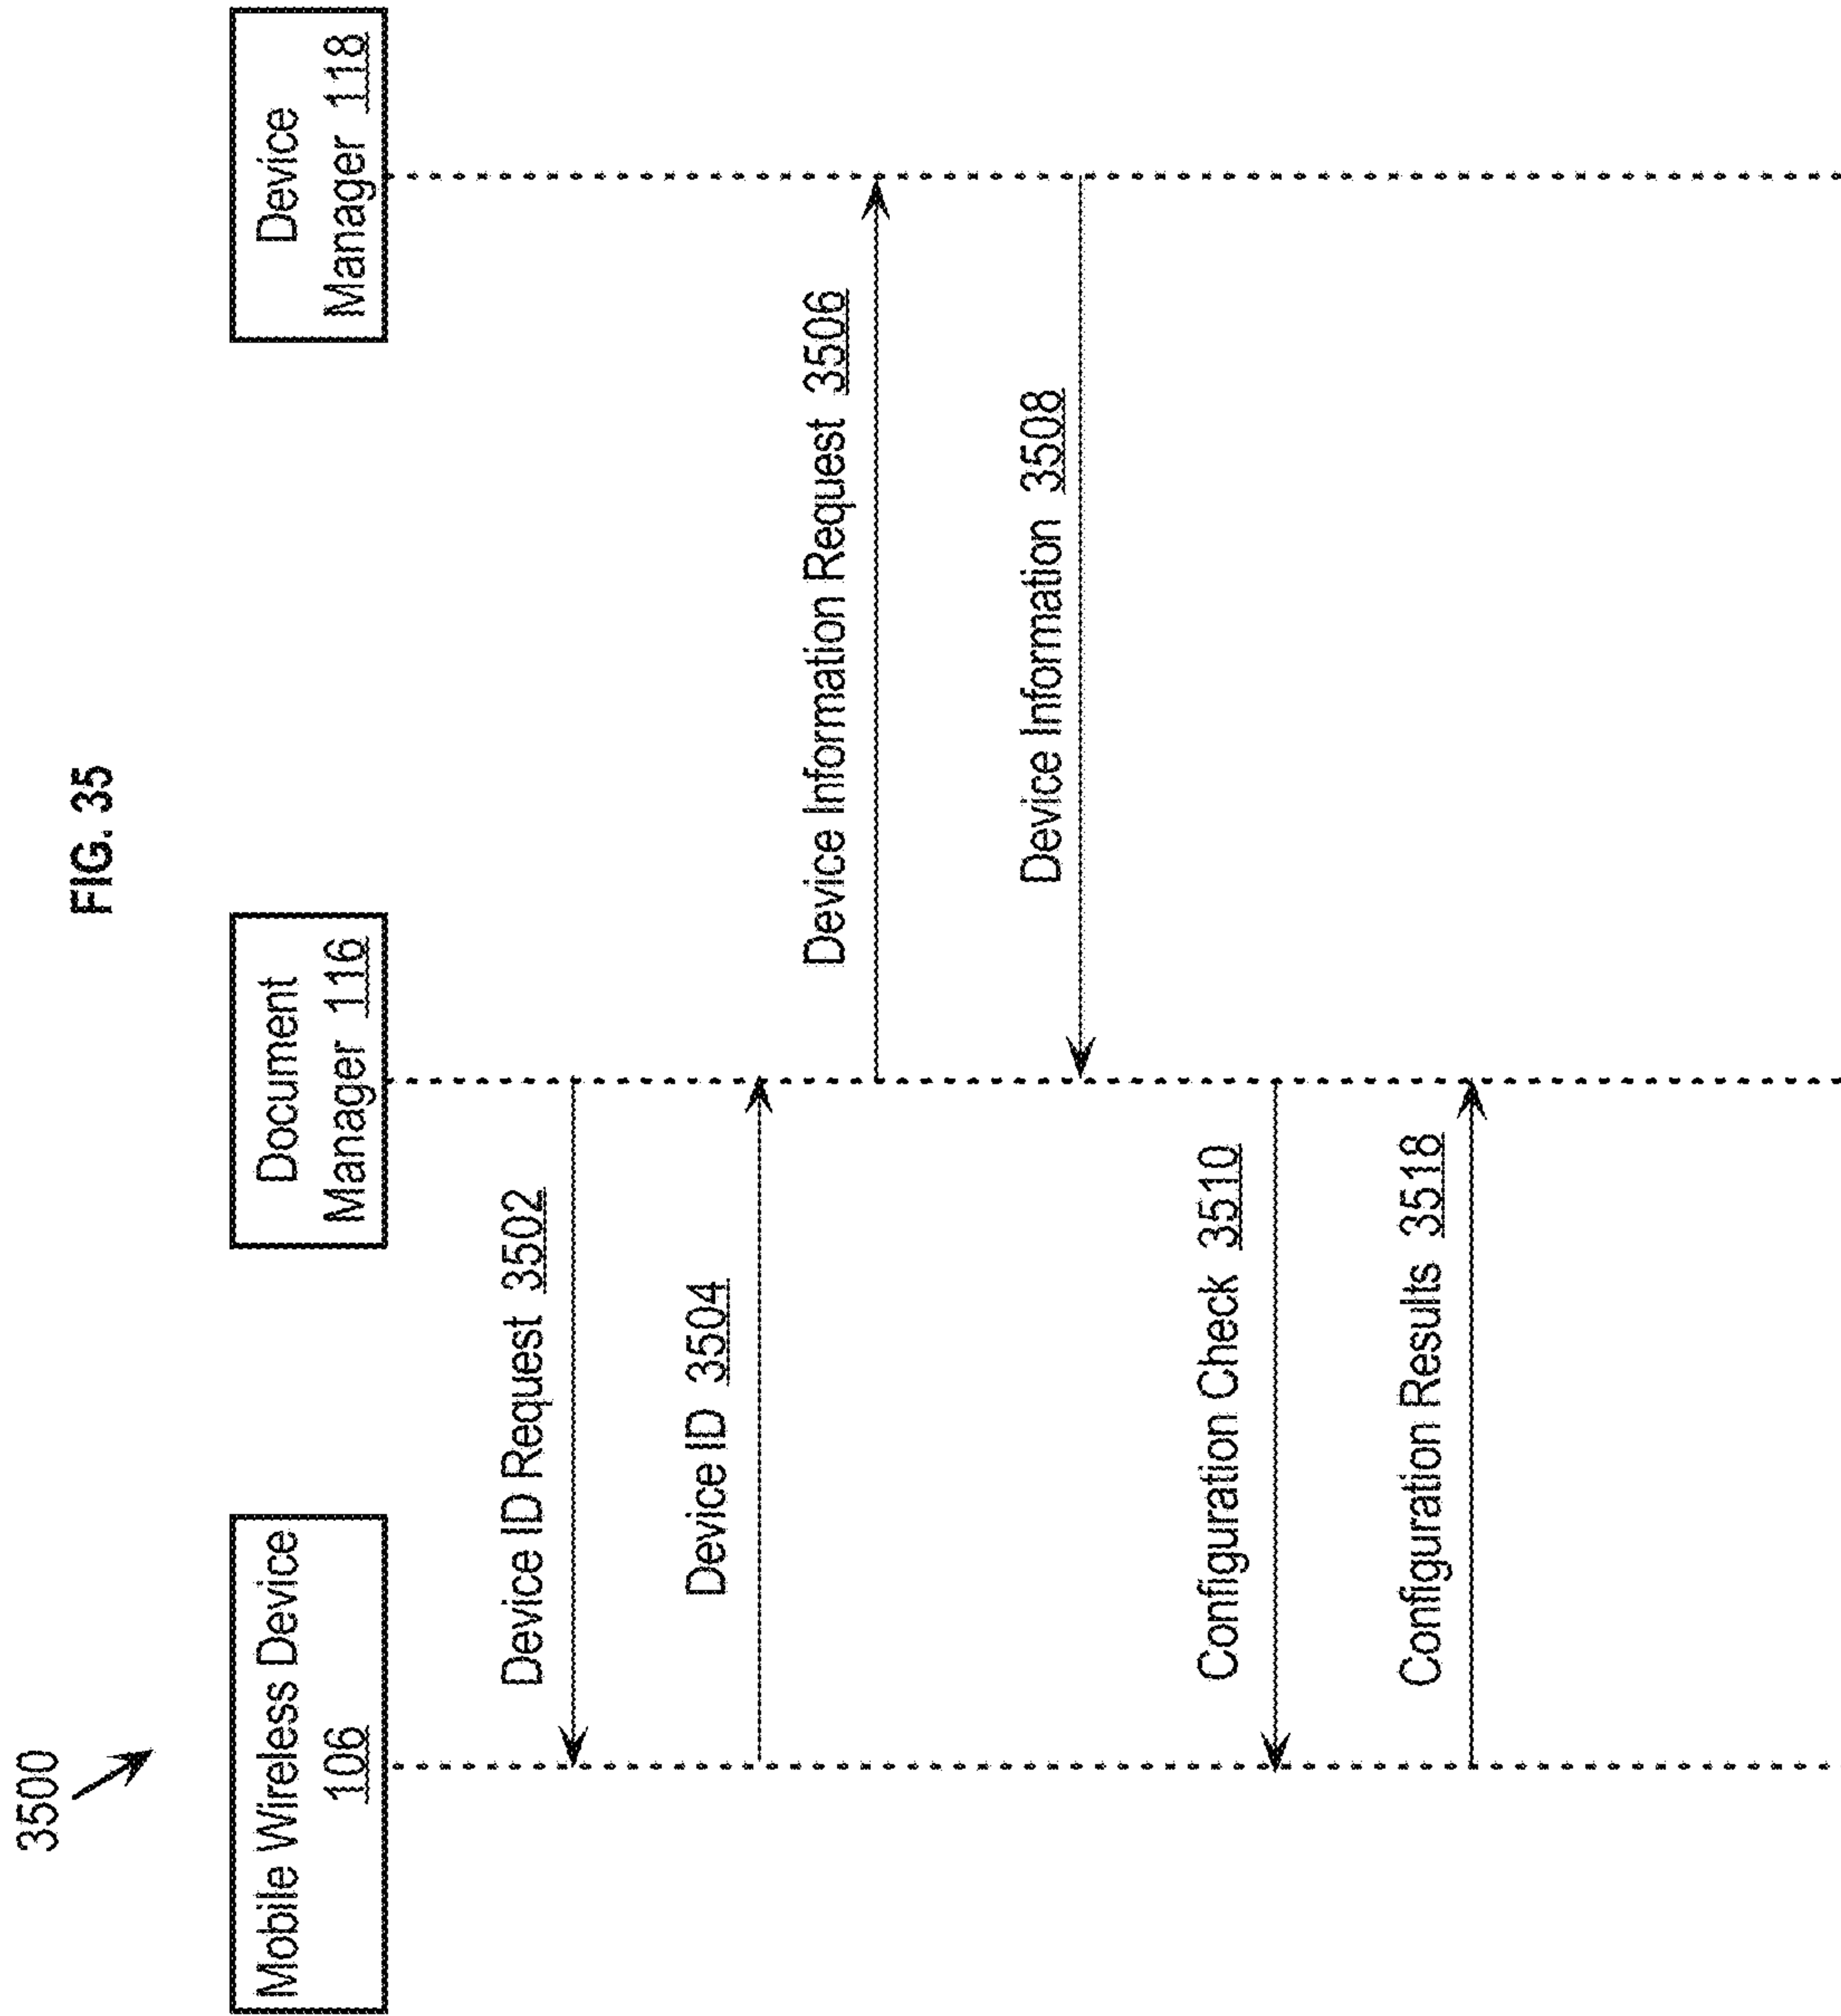 FIG. 35
3500
Mobile Wireless Device
106
Document
Manager 116
Device
Manager 118
Device ID Request 3502
Device ID 3504
Device Information Request 3506
Device Information 3508
Configuration Check 3510
Configuration Results 3518